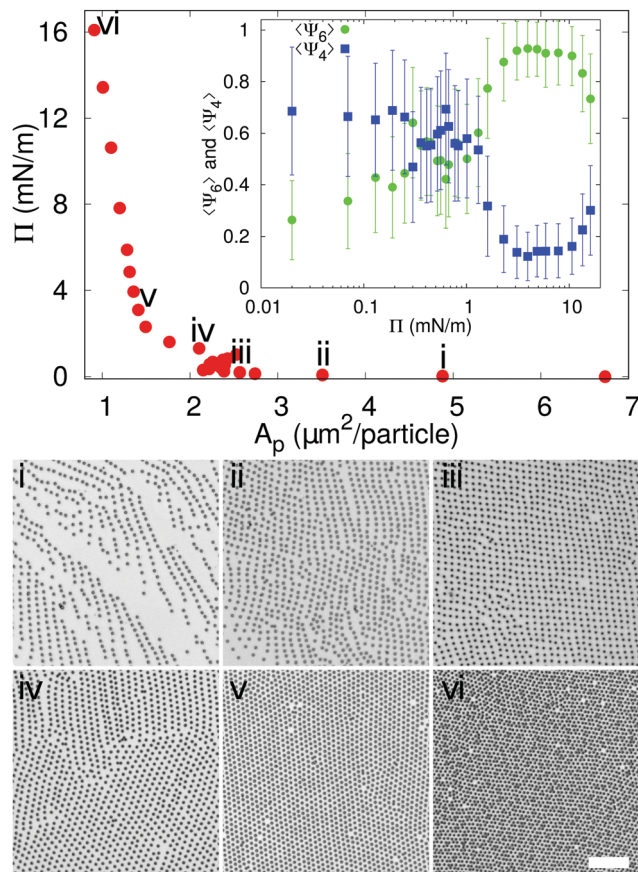 ⟨Ψ₆⟩
⟨Ψ₄⟩
⟨Ψ₆⟩ and ⟨Ψ₄⟩
1
0.8
0.6
0.4
0.2
0
0.01
0.1
1
10
Π (mN/m)
Π (mN/m)
16
12
8
4
0
vi
v
iv
iii
ii
i
1
2
3
4
5
6
7
Aₚ (μm²/particle)
i
ii
iii
iv
v
vi